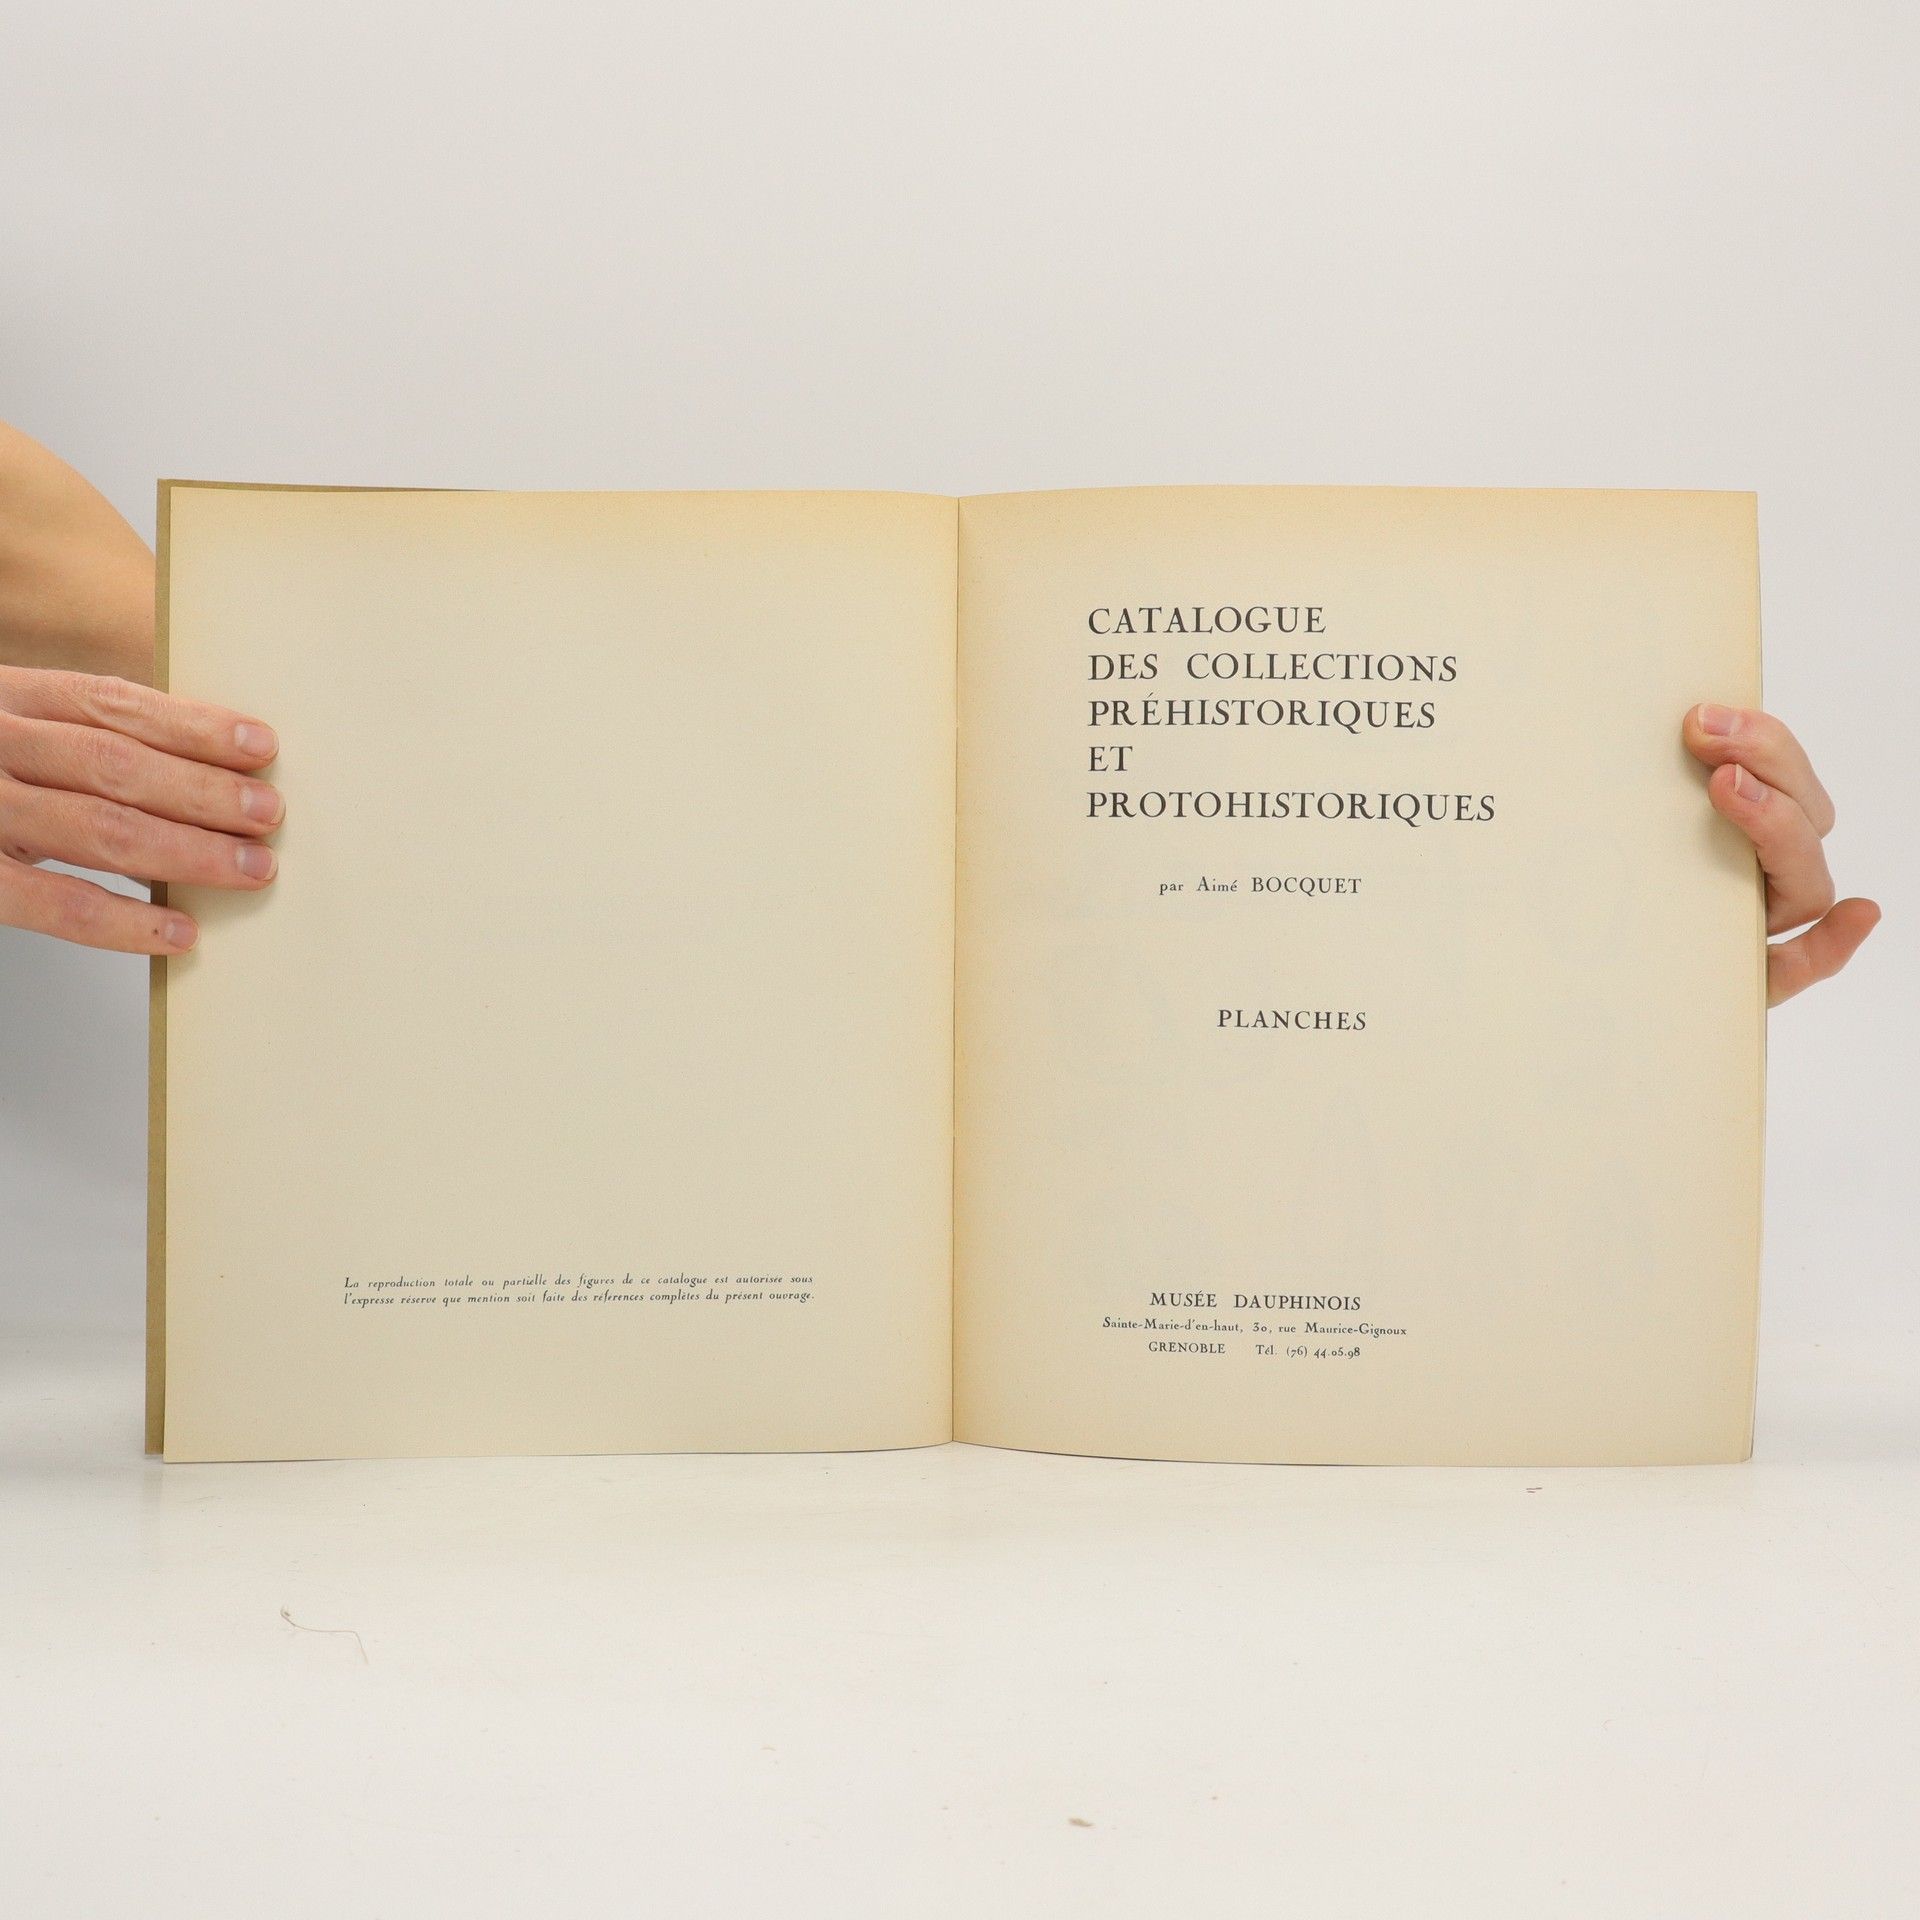 La reproduction totale ou partielle des figures de ce catalogue est autorisée sous
l'expresse réserve que mention soit faite des références complètes du présent ouvrage.
CATALOGUE
DES COLLECTIONS
PRÉHISTORIQUES
ET
PROTOHISTORIQUES
par Aimé BOCQUET
PLANCHES
MUSÉE DAUPHINOIS
Sainte-Marie-d'en-haut, 30, rue Maurice-Gignoux
GRENOBLE Tél. (76) 44.05.98